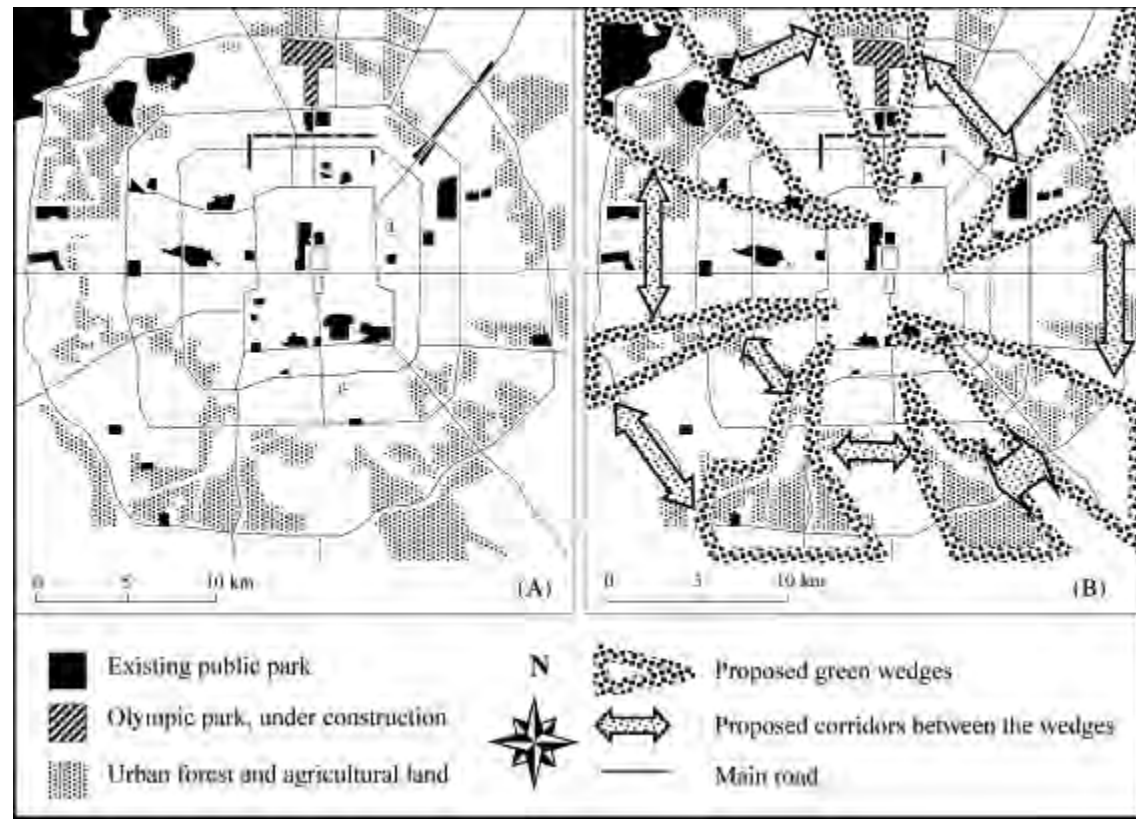 0 5 10 km (A)
0 5 10 km (B)
Existing public park
Olympic park, under construction
Urban forest and agricultural land
N
Proposed green wedges
Proposed corridors between the wedges
Main road